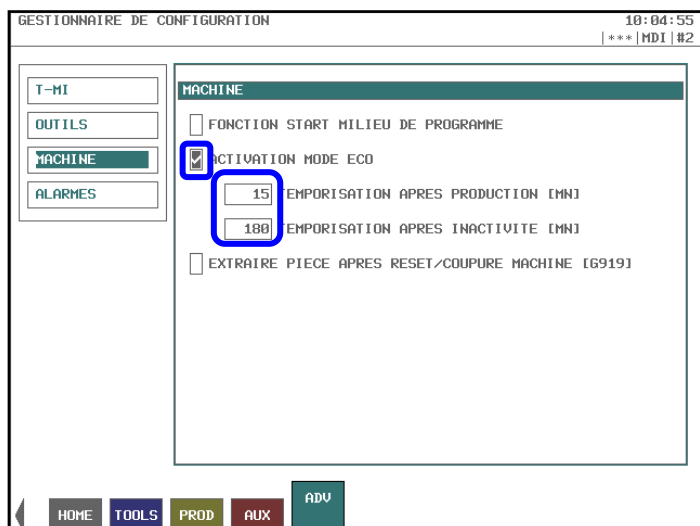 GESTIONNAIRE DE CONFIGURATION
10:04:55
|***|MDI|#2
T-MI
OUTILS
MACHINE
ALARMES
MACHINE
FONCTION START MILIEU DE PROGRAMME
ACTIVATION MODE ECO
15 TEMPORISATION APRES PRODUCTION [MN]
180 TEMPORISATION APRES INACTIVITE [MN]
EXTRAIRE PIECE APRES RESET/COUPURE MACHINE [G919]
HOME TOOLS PROD AUX ADV